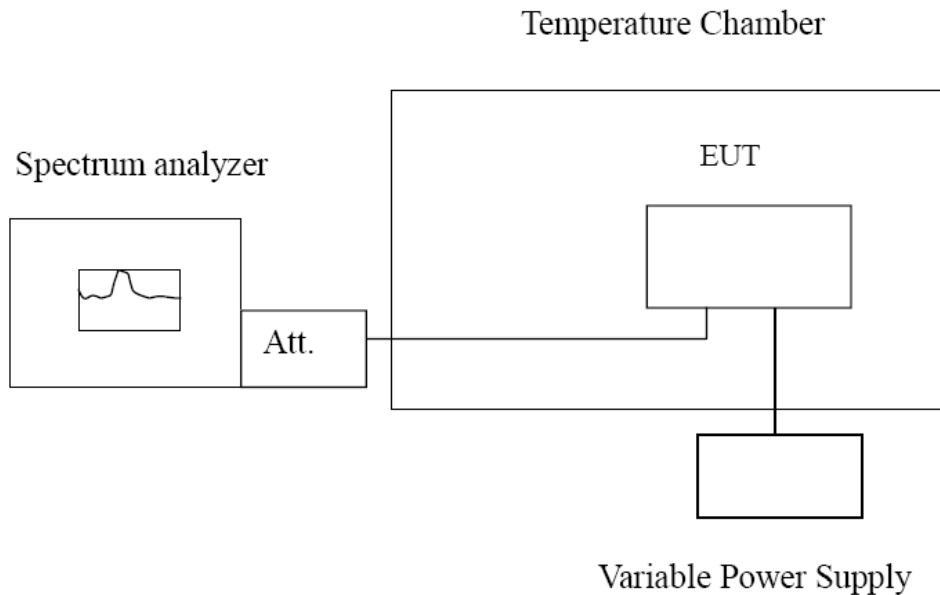 Temperature Chamber
Spectrum analyzer
EUT
Att.
Variable Power Supply